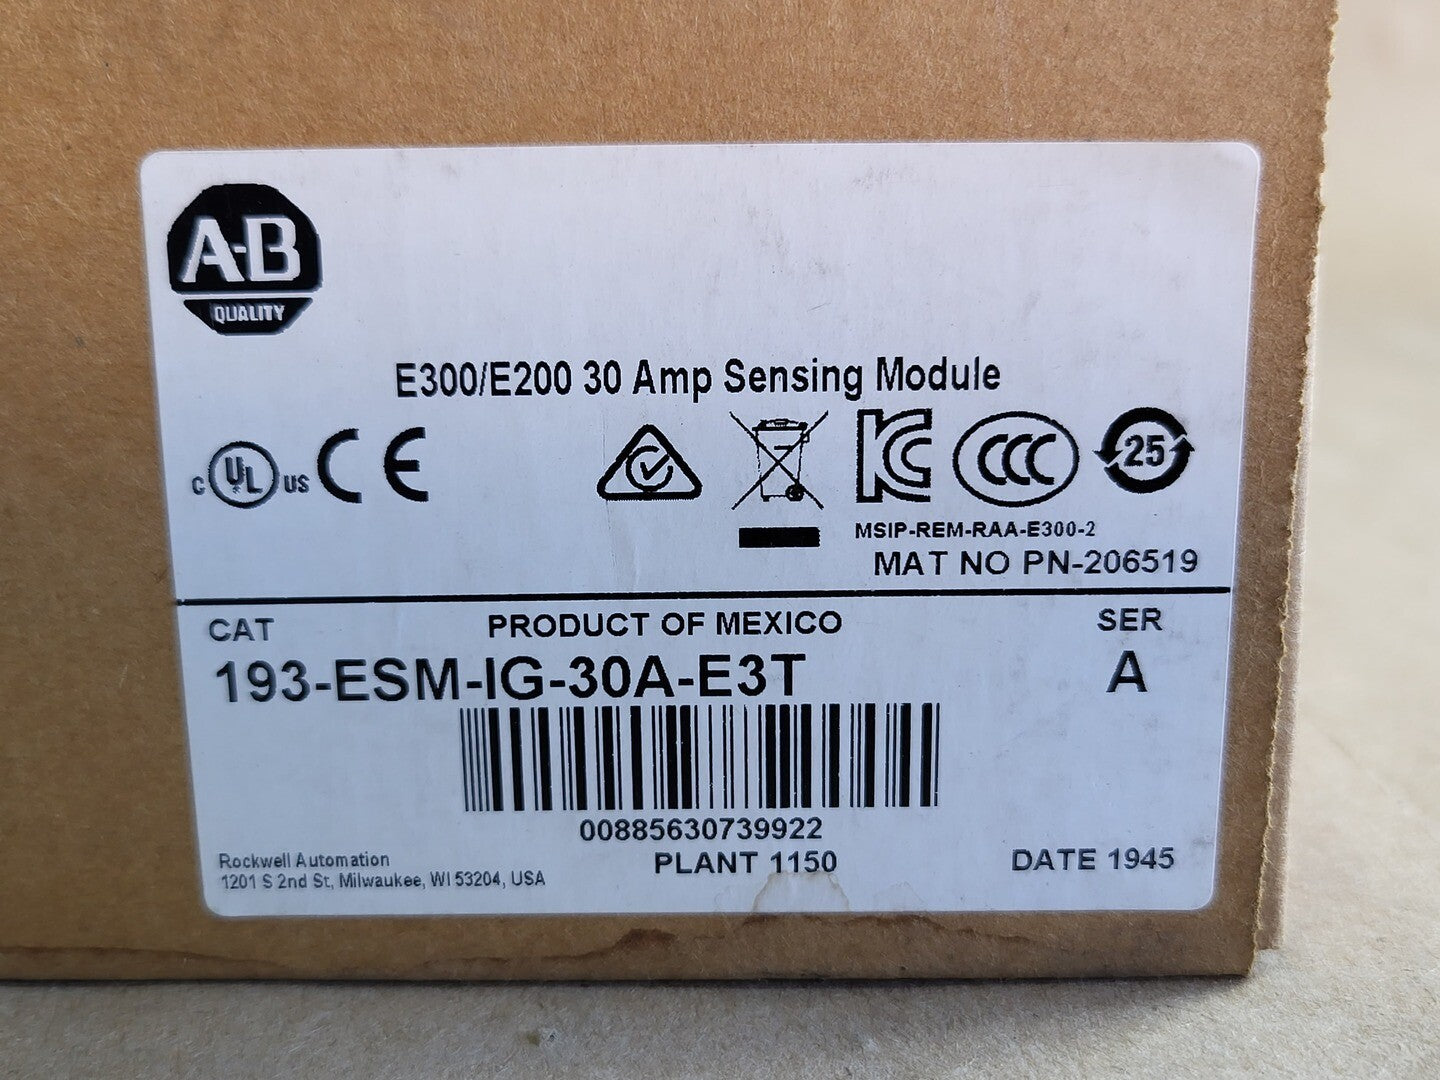 A-B
QUALITY
E300/E200 30 Amp Sensing Module
C UL US CE KC CCC 25
MSIP-REM-RAA-E300-2
MAT NO PN-206519
CAT PRODUCT OF MEXICO SER
193-ESM-IG-30A-E3T A
00885630739922
Rockwell Automation PLANT 1150 DATE 1945
1201 S 2nd St, Milwaukee, WI 53204, USA